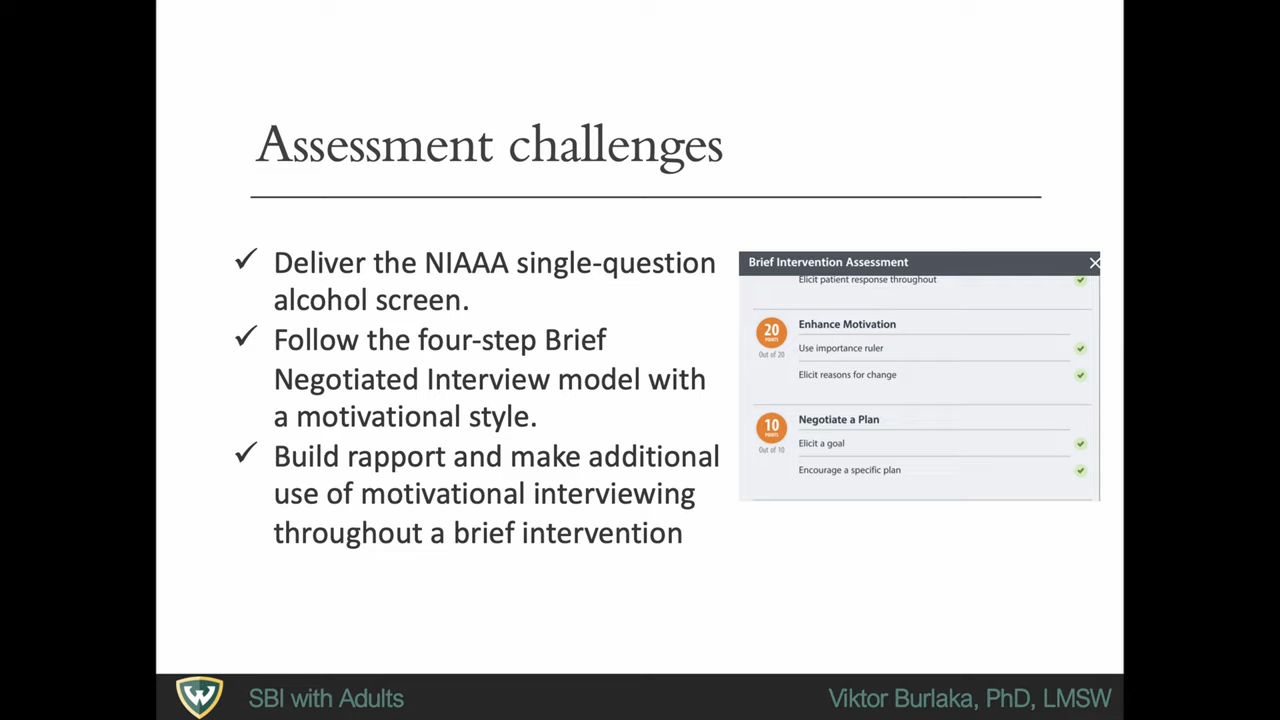 Assessment challenges
✓ Deliver the NIAAA single-question
alcohol screen.
✓ Follow the four-step Brief
Negotiated Interview model with
a motivational style.
✓ Build rapport and make additional
use of motivational interviewing
throughout a brief intervention
Brief Intervention Assessment
Elicit patient response throughout
20
POINTS
Out of 20
Enhance Motivation
Use importance ruler
Elicit reasons for change
10
POINTS
Out of 10
Negotiate a Plan
Elicit a goal
Encourage a specific plan
W
SBI with Adults
Viktor Burlaka, PhD, LMSW